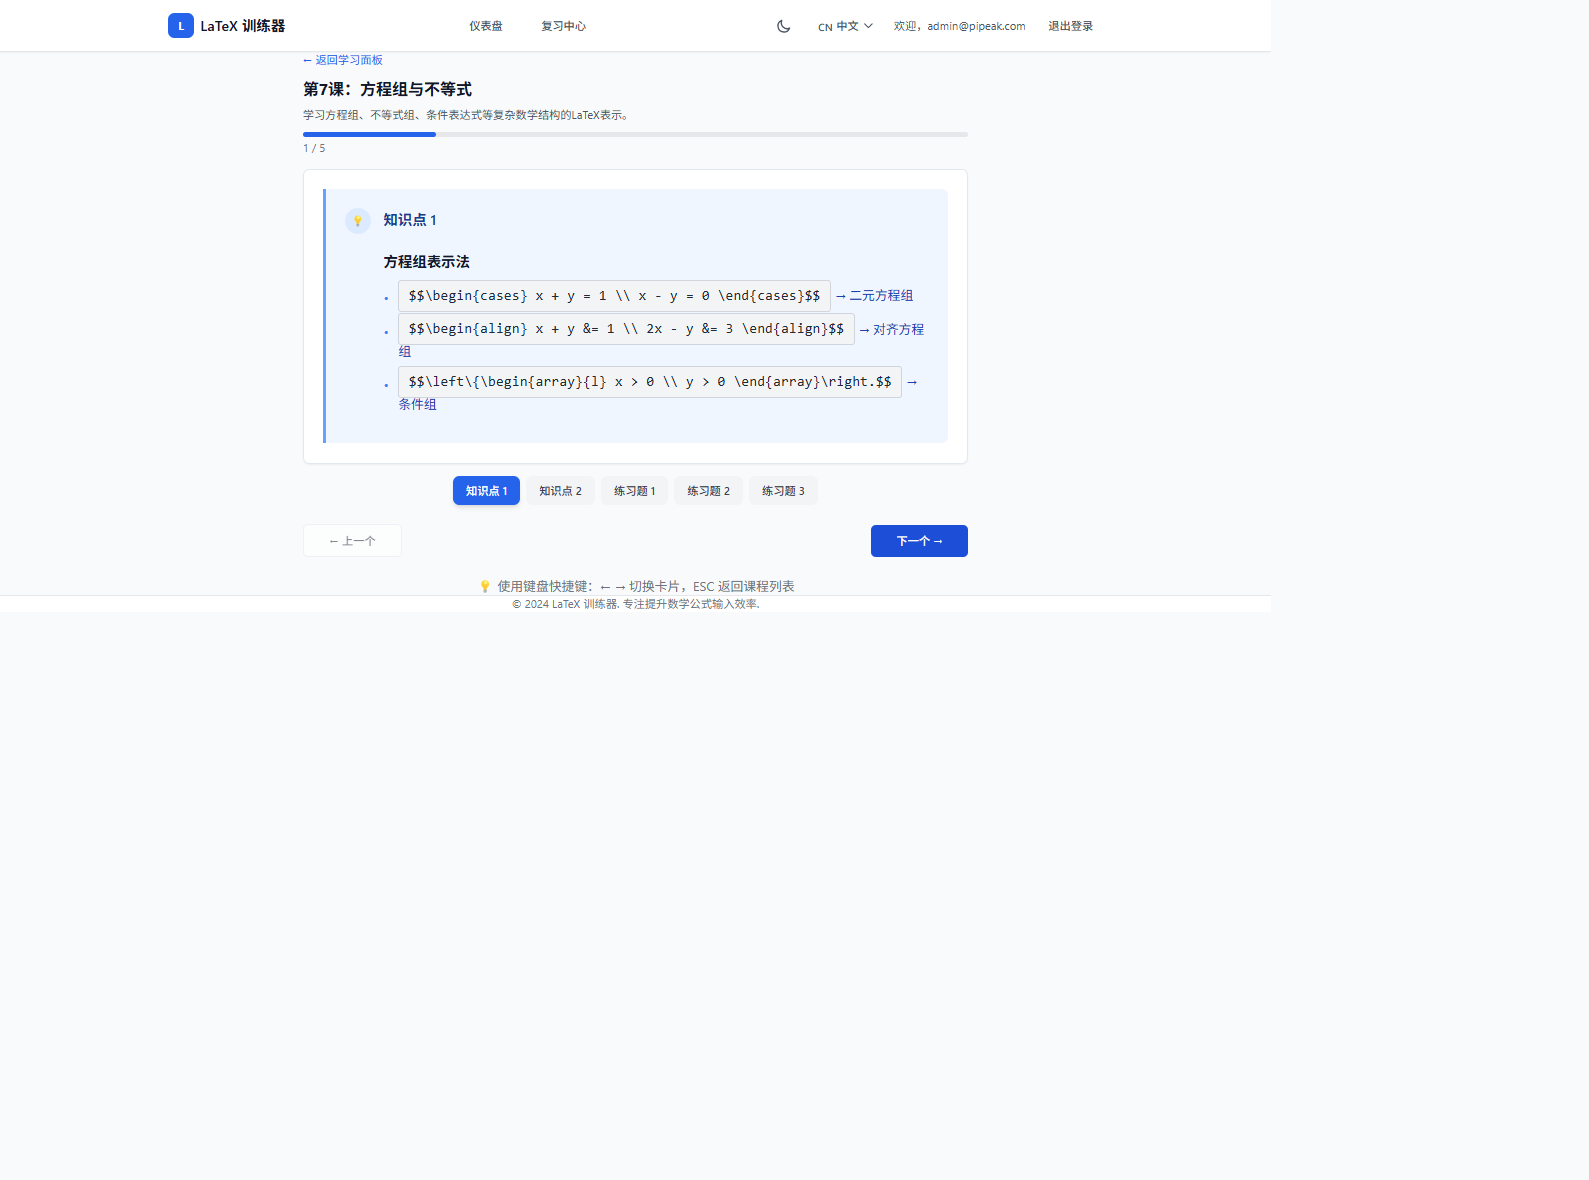 L LaTeX 训练器 仪表盘 复习中心 CN 中文 欢迎，admin@pipeak.com 退出登录
← 返回学习面板
第7课：方程组与不等式
学习方程组、不等式组、条件表达式等复杂数学结构的LaTeX表示。
1 / 5
知识点 1
方程组表示法
• $$\begin{cases} x + y = 1 \\ x - y = 0 \end{cases}$$ → 二元方程组
• $$\begin{align} x + y &= 1 \\ 2x - y &= 3 \end{align}$$ → 对齐方程
组
• $$\left\{\begin{array}{l} x > 0 \\ y > 0 \end{array}\right.$$ →
条件组
知识点 1 知识点 2 练习题 1 练习题 2 练习题 3
← 上一个 下一个 →
💡 使用键盘快捷键：← → 切换卡片，ESC 返回课程列表
© 2024 LaTeX 训练器. 专注提升数学公式输入效率.